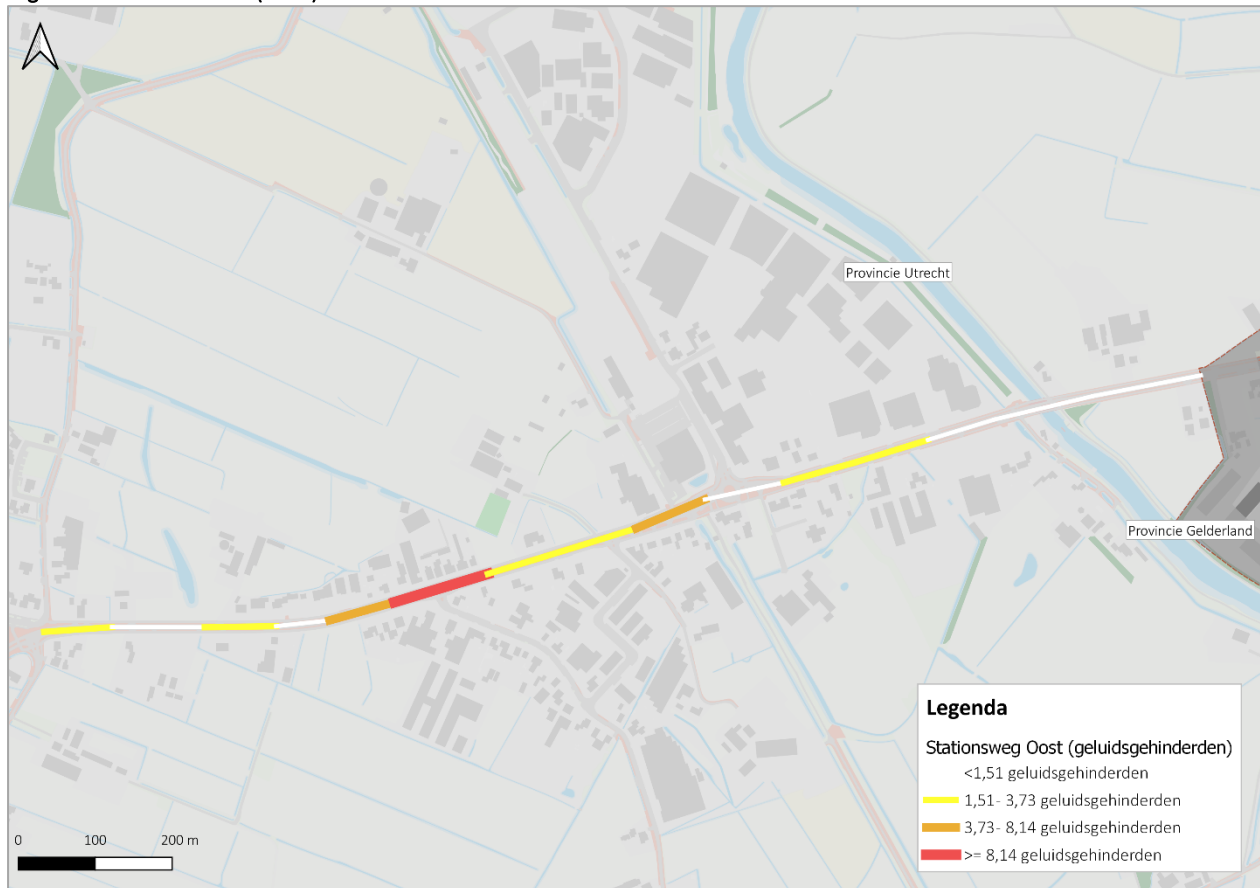 Provincie Utrecht
Provincie Gelderland
Legenda
Stationsweg Oost (geluidsgehinderden)
<1,51 geluidsgehinderden
1,51- 3,73 geluidsgehinderden
3,73- 8,14 geluidsgehinderden
>= 8,14 geluidsgehinderden
0 100 200 m